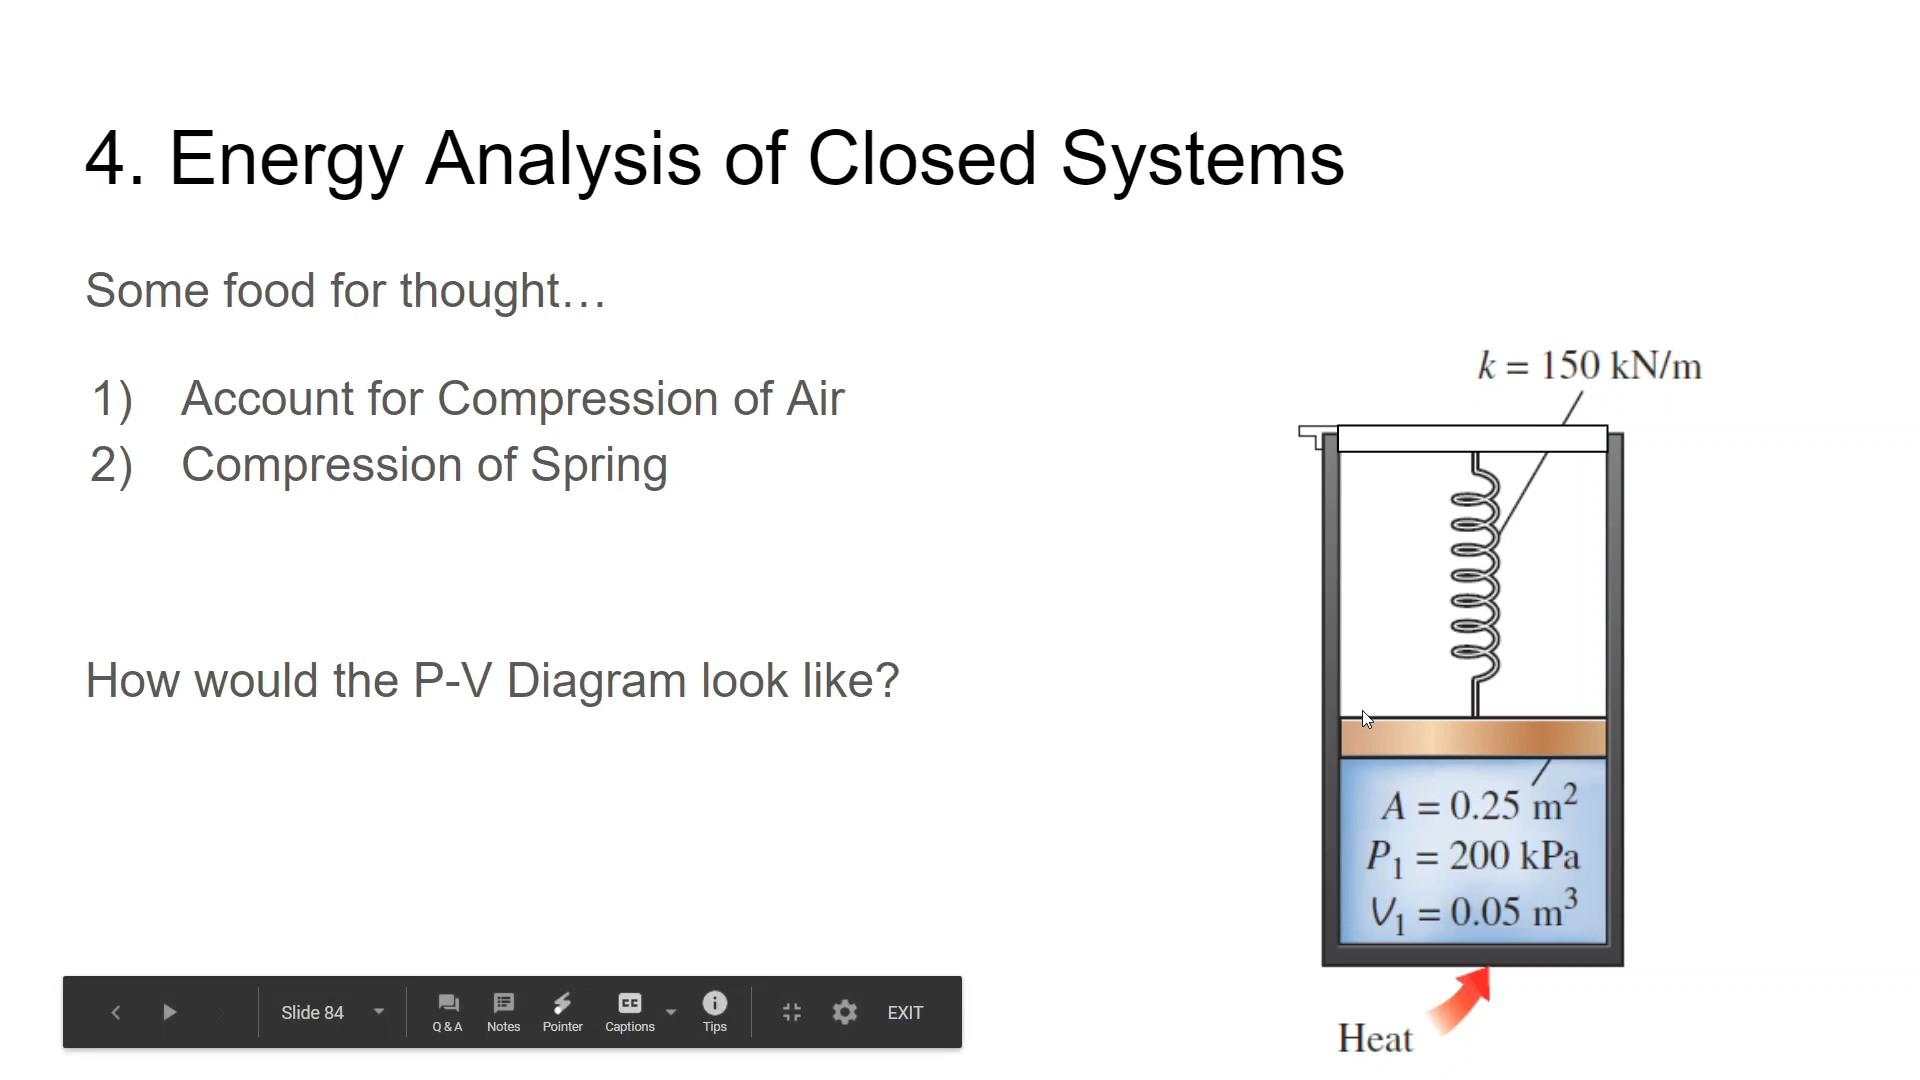 4. Energy Analysis of Closed Systems
Some food for thought…
1) Account for Compression of Air
2) Compression of Spring
How would the P-V Diagram look like?
k = 150 kN/m
A = 0.25 m²
P₁ = 200 kPa
V₁ = 0.05 m³
Heat
Slide 84
Q & A
Notes
Pointer
CC
Captions
Tips
EXIT